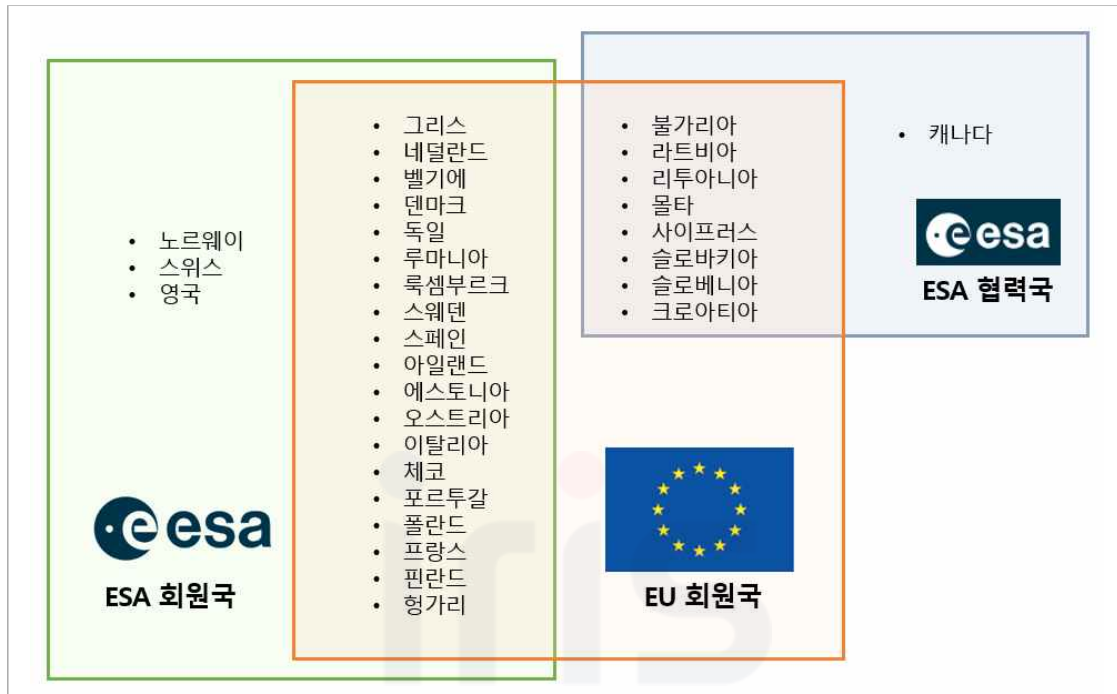 • 노르웨이
• 스위스
• 영국
esa
ESA 회원국
• 그리스
• 네덜란드
• 벨기에
• 덴마크
• 독일
• 루마니아
• 룩셈부르크
• 스웨덴
• 스페인
• 아일랜드
• 에스토니아
• 오스트리아
• 이탈리아
• 체코
• 포르투갈
• 폴란드
• 프랑스
• 핀란드
• 헝가리
• 불가리아
• 라트비아
• 리투아니아
• 몰타
• 사이프러스
• 슬로바키아
• 슬로베니아
• 크로아티아
EU 회원국
• 캐나다
esa
ESA 협력국
iris